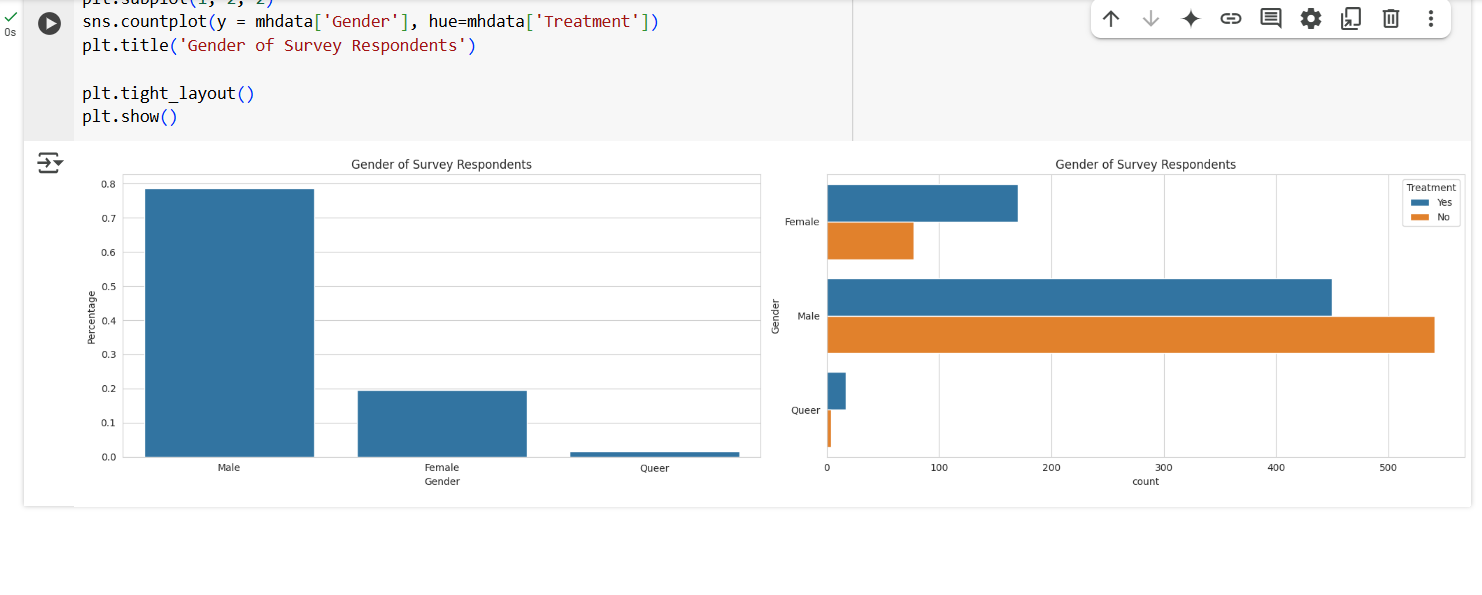 plt.subplot(1, 2, 2)
0s
sns.countplot(y = mhdata['Gender'], hue=mhdata['Treatment'])
plt.title('Gender of Survey Respondents')
plt.tight_layout()
plt.show()
Gender of Survey Respondents
0.8
0.7
0.6
0.5
0.4
0.3
0.2
0.1
0.0
Percentage
Male
Female
Queer
Gender
Gender of Survey Respondents
Treatment
Yes
No
Female
Male
Queer
Gender
0
100
200
300
400
500
count